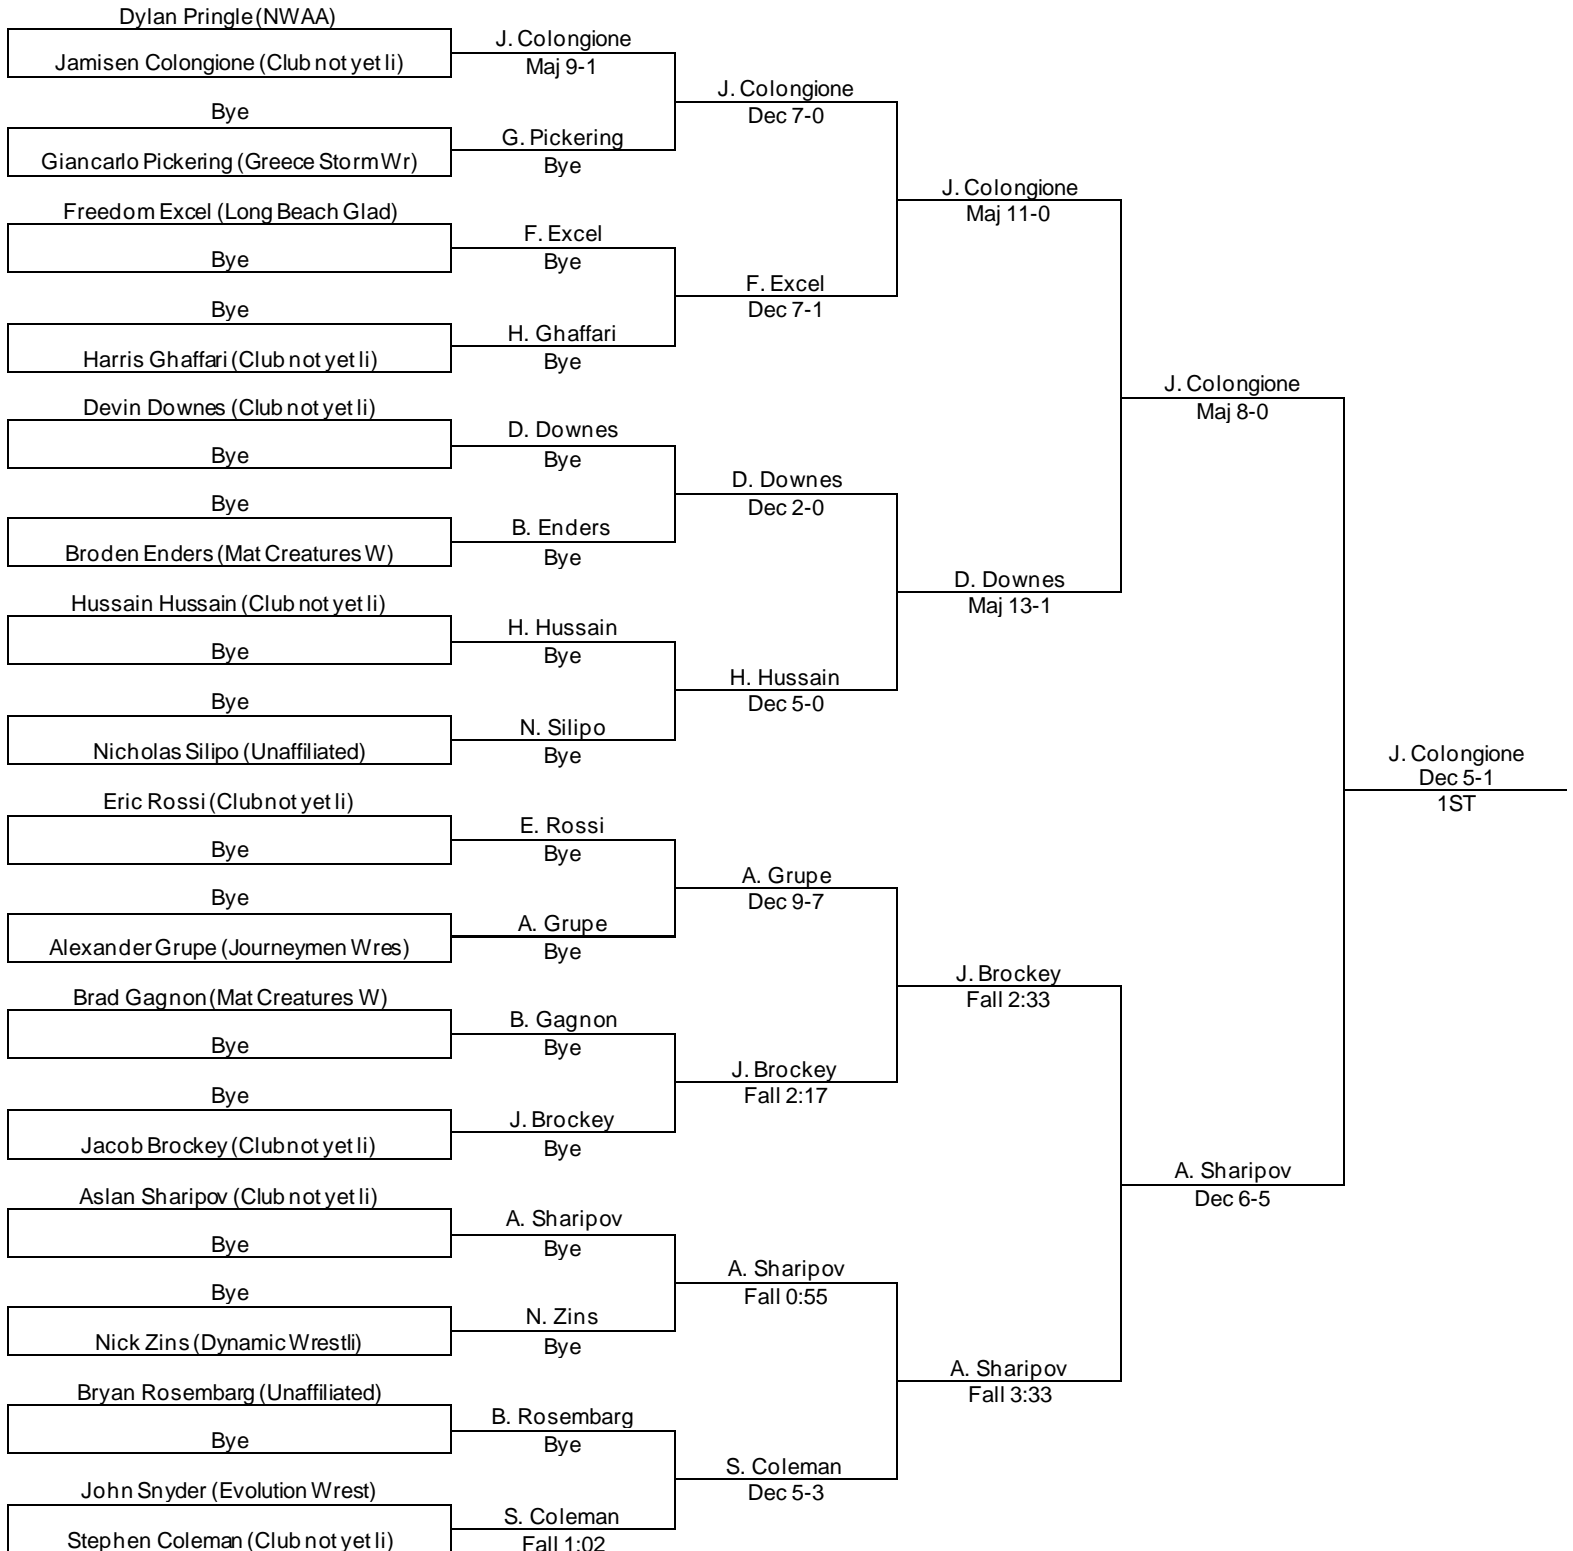 Dylan Pringle (NWAA)
Jamisen Colongione (Club not yet li)
Bye
Giancarlo Pickering (Greece Storm Wr)
Freedom Excel (Long Beach Glad)
Bye
Bye
Harris Ghaffari (Club not yet li)
Devin Downes (Club not yet li)
Bye
Bye
Broden Enders (Mat Creatures W)
Hussain Hussain (Club not yet li)
Bye
Bye
Nicholas Silipo (Unaffiliated)
Eric Rossi (Club not yet li)
Bye
Bye
Alexander Grupe (Journeymen Wres)
Brad Gagnon (Mat Creatures W)
Bye
Bye
Jacob Brockey (Club not yet li)
Aslan Sharipov (Club not yet li)
Bye
Bye
Nick Zins (Dynamic Wrestli)
Bryan Rosembarg (Unaffiliated)
Bye
John Snyder (Evolution Wrest)
Stephen Coleman (Club not yet li)
J. Colongione
Maj 9-1
G. Pickering
Bye
F. Excel
Bye
H. Ghaffari
Bye
D. Downes
Bye
B. Enders
Bye
H. Hussain
Bye
N. Silipo
Bye
E. Rossi
Bye
A. Grupe
Bye
B. Gagnon
Bye
J. Brockey
Bye
A. Sharipov
Bye
N. Zins
Bye
B. Rosembarg
Bye
S. Coleman
Fall 1:02
J. Colongione
Dec 7-0
F. Excel
Dec 7-1
D. Downes
Dec 2-0
H. Hussain
Dec 5-0
A. Grupe
Dec 9-7
J. Brockey
Fall 2:17
A. Sharipov
Fall 0:55
S. Coleman
Dec 5-3
J. Colongione
Maj 11-0
D. Downes
Maj 13-1
J. Brockey
Fall 2:33
A. Sharipov
Fall 3:33
J. Colongione
Maj 8-0
A. Sharipov
Dec 6-5
J. Colongione
Dec 5-1
1ST